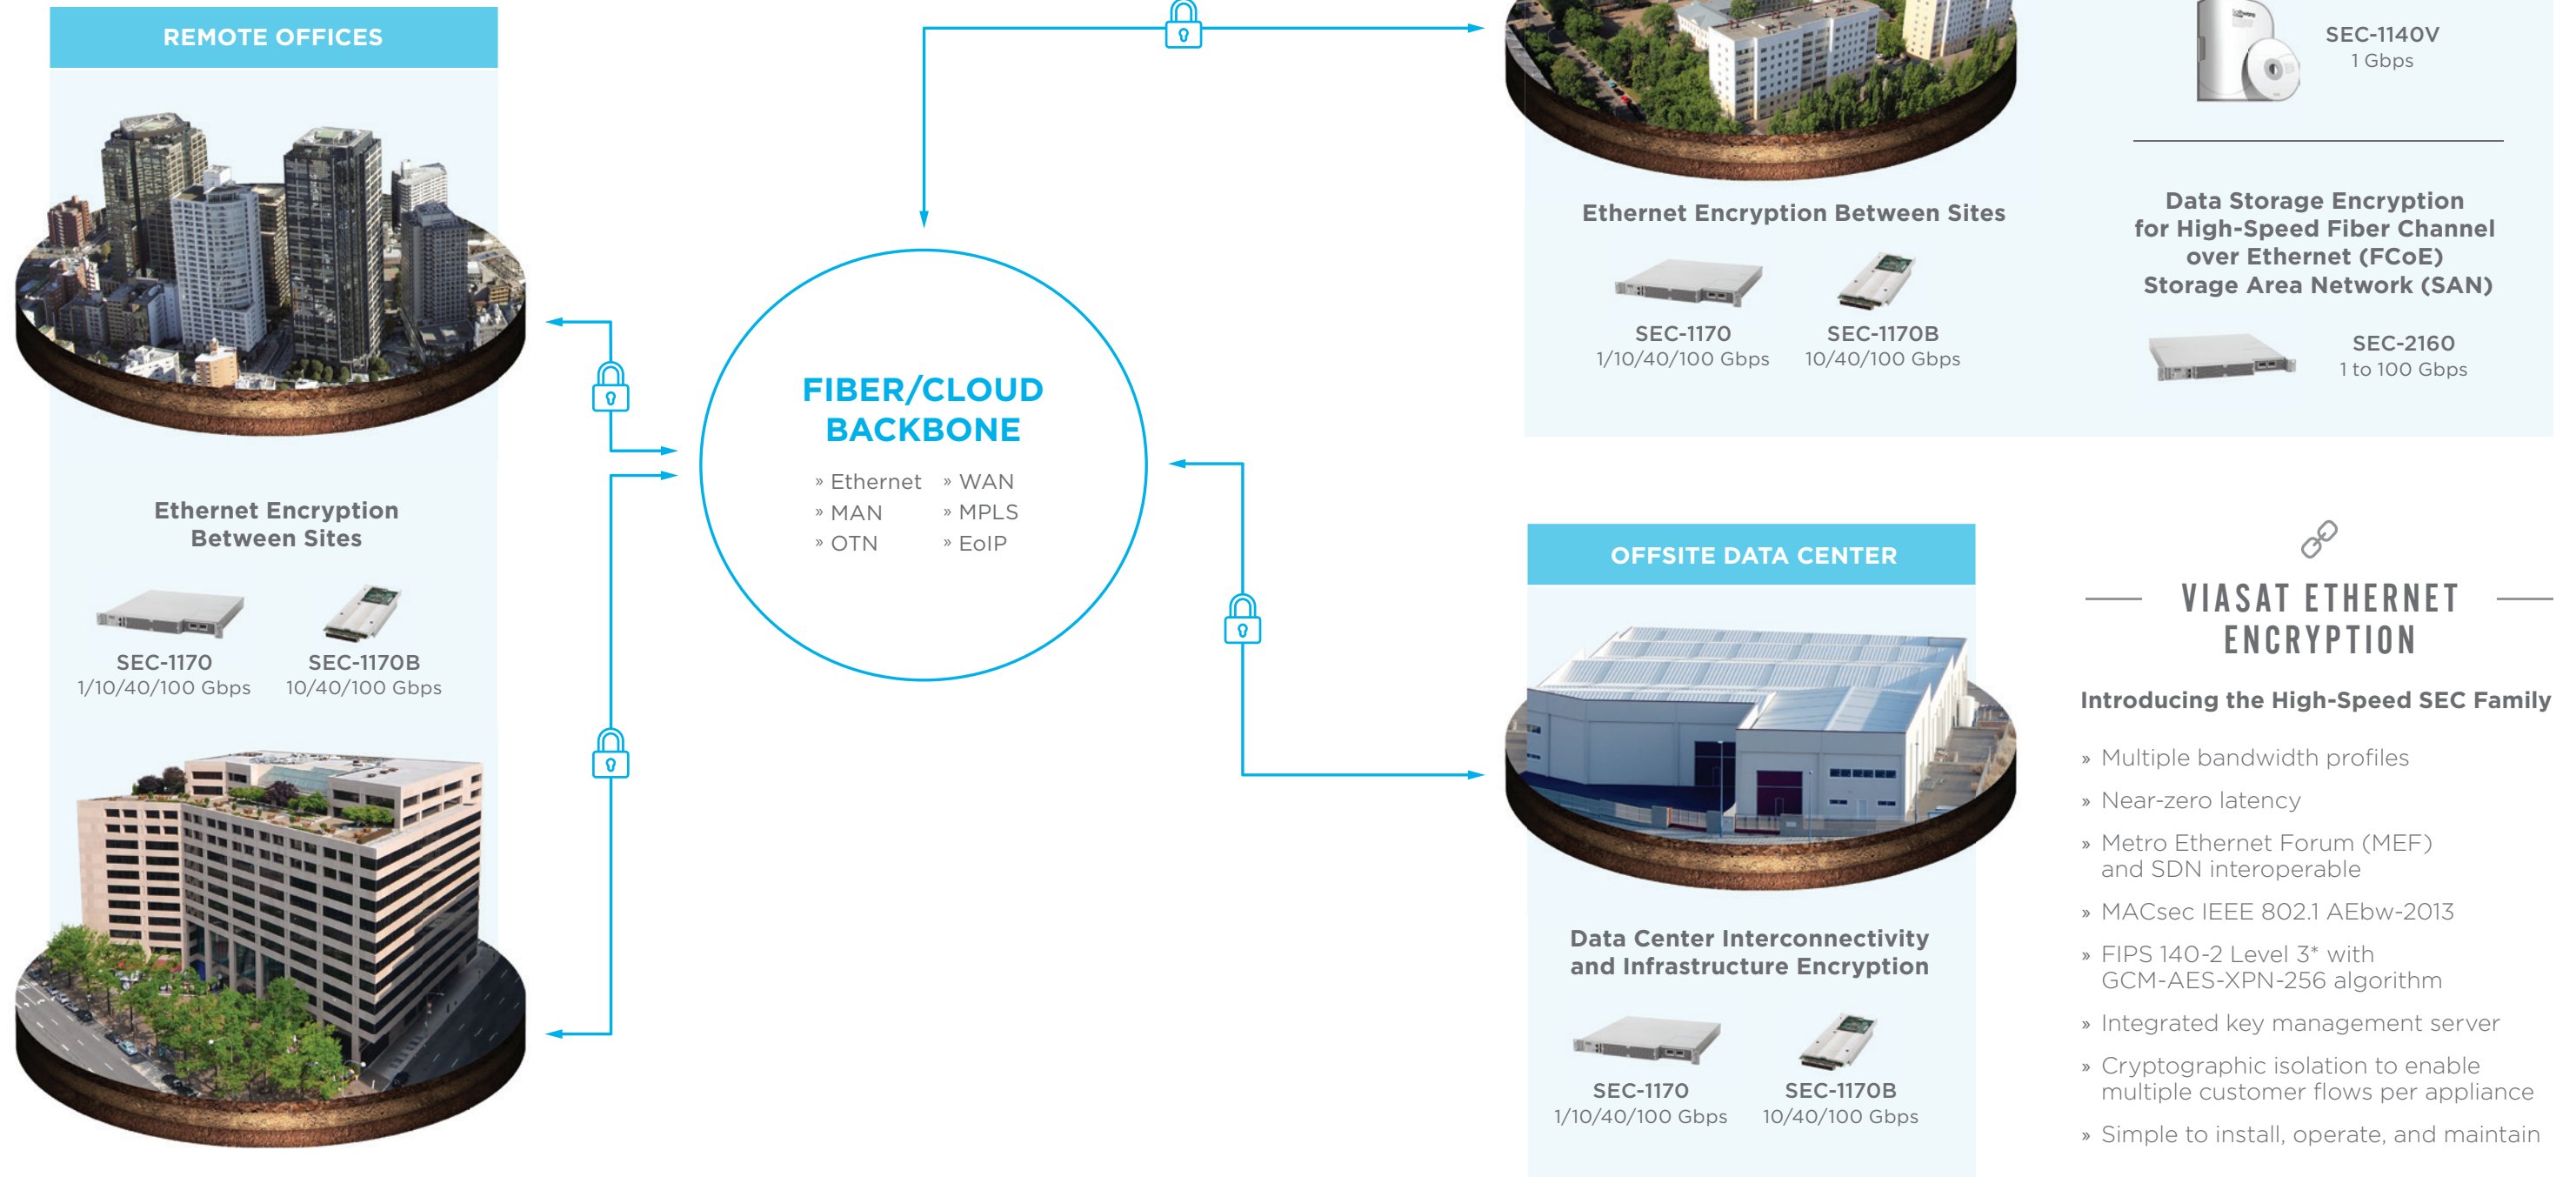 REMOTE OFFICES
Ethernet Encryption
Between Sites
SEC-1170
1/10/40/100 Gbps
SEC-1170B
10/40/100 Gbps
FIBER/CLOUD
BACKBONE
» Ethernet
» MAN
» OTN
» WAN
» MPLS
» EoIP
Ethernet Encryption Between Sites
SEC-1170
1/10/40/100 Gbps
SEC-1170B
10/40/100 Gbps
SEC-1140V
1 Gbps
Data Storage Encryption
for High-Speed Fiber Channel
over Ethernet (FCoE)
Storage Area Network (SAN)
SEC-2160
1 to 100 Gbps
OFFSITE DATA CENTER
Data Center Interconnectivity
and Infrastructure Encryption
SEC-1170
1/10/40/100 Gbps
SEC-1170B
10/40/100 Gbps
VIASAT ETHERNET
ENCRYPTION
Introducing the High-Speed SEC Family
» Multiple bandwidth profiles
» Near-zero latency
» Metro Ethernet Forum (MEF)
and SDN interoperable
» MACsec IEEE 802.1 AEbw-2013
» FIPS 140-2 Level 3* with
GCM-AES-XPN-256 algorithm
» Integrated key management server
» Cryptographic isolation to enable
multiple customer flows per appliance
» Simple to install, operate, and maintain